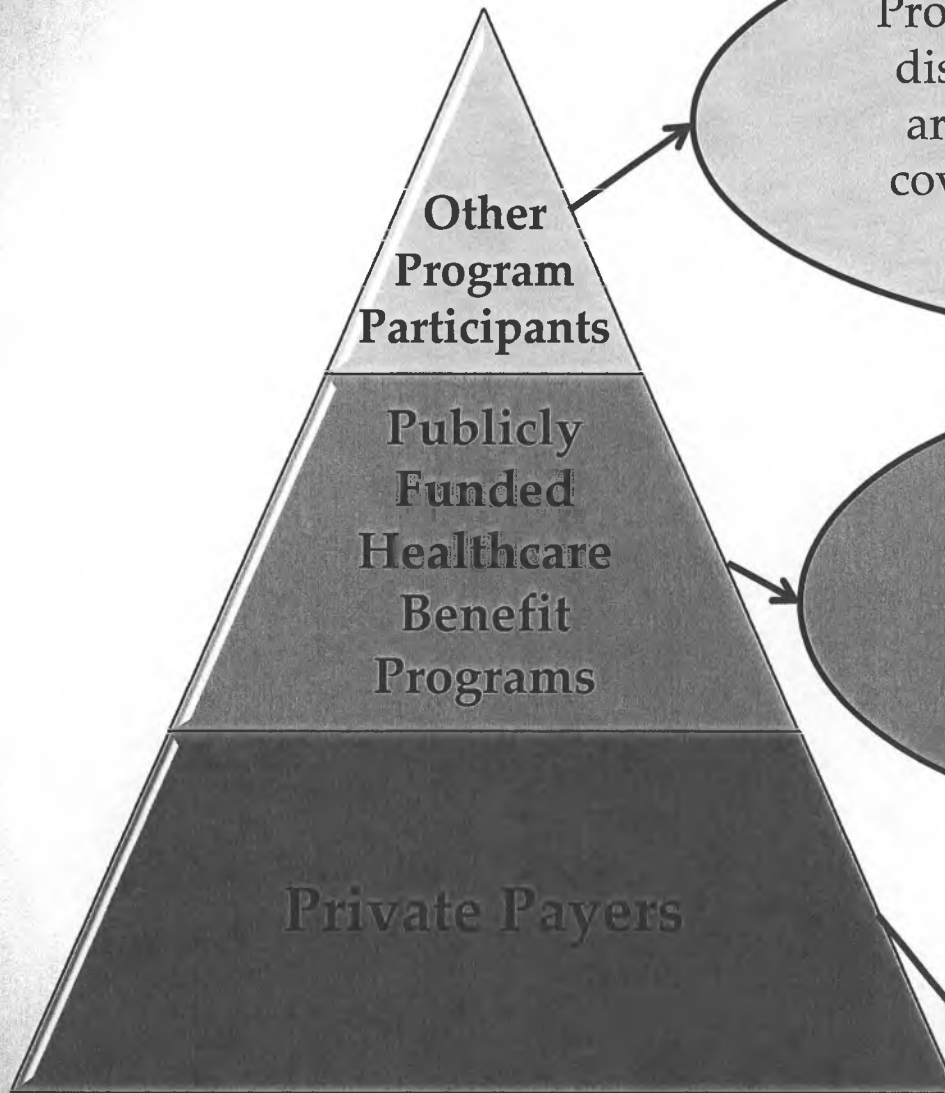 Other
Program
Participants
Publicly
Funded
Healthcare
Benefit
Programs
Private Payers